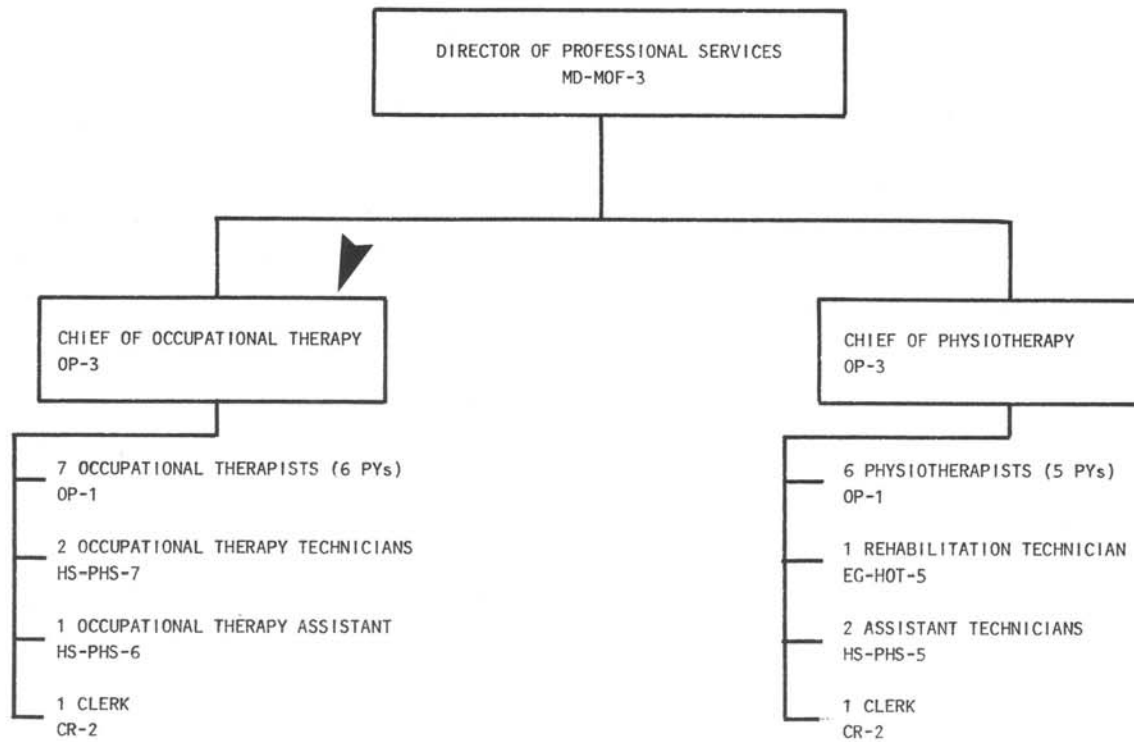 DIRECTOR OF PROFESSIONAL SERVICES
MD-MOF-3
CHIEF OF OCCUPATIONAL THERAPY
OP-3
7 OCCUPATIONAL THERAPISTS (6 PYs)
OP-1
2 OCCUPATIONAL THERAPY TECHNICIANS
HS-PHS-7
1 OCCUPATIONAL THERAPY ASSISTANT
HS-PHS-6
1 CLERK
CR-2
CHIEF OF PHYSIOTHERAPY
OP-3
6 PHYSIOTHERAPISTS (5 PYs)
OP-1
1 REHABILITATION TECHNICIAN
EG-HOT-5
2 ASSISTANT TECHNICIANS
HS-PHS-5
1 CLERK
CR-2